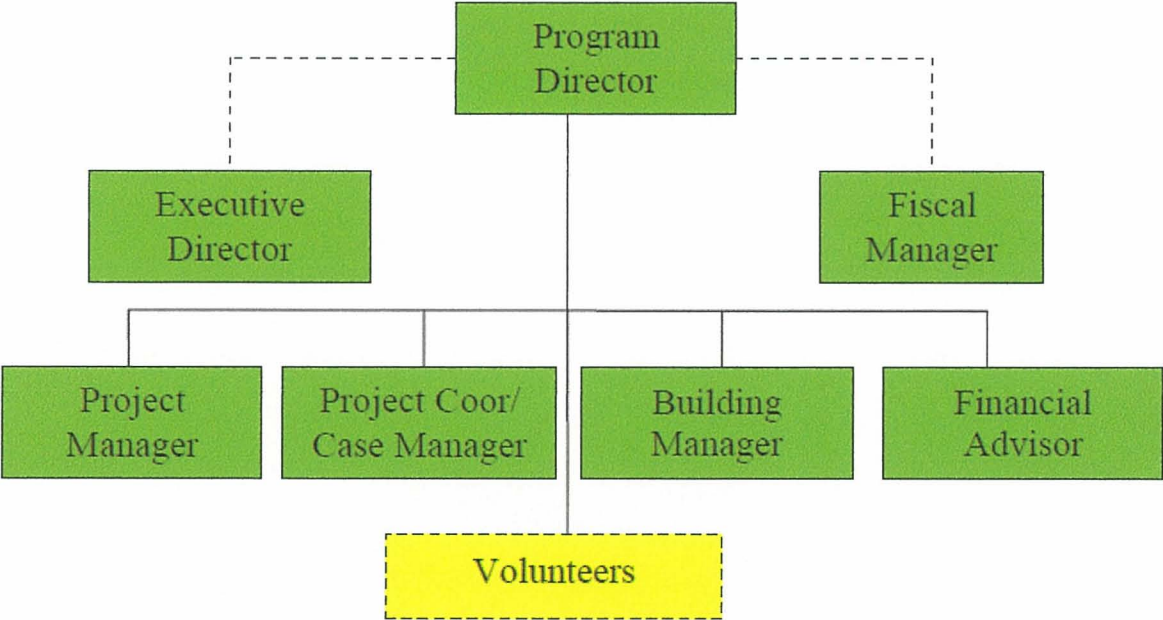 Program
Director
Executive
Director
Fiscal
Manager
Project
Manager
Project Coor/
Case Manager
Building
Manager
Financial
Advisor
Volunteers